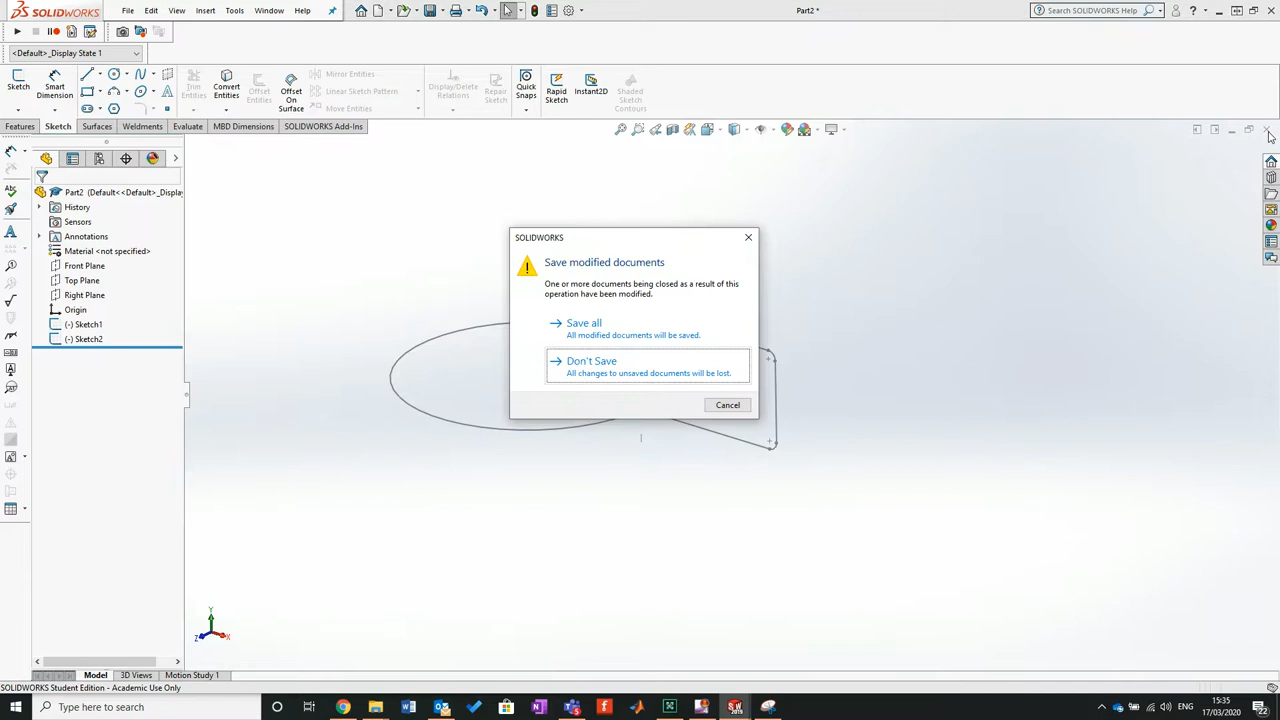 SOLIDWORKS File Edit View Insert Tools Window Help Part2 * Search SOLIDWORKS Help
<Default>_Display State 1
Sketch Smart Dimension Trim Entities Convert Entities Offset Entities Offset On Surface Mirror Entities Linear Sketch Pattern Move Entities Display/Delete Relations Repair Sketch Quick Snaps Rapid Sketch Instant2D Shaded Sketch Contours
Features Sketch Surfaces Weldments Evaluate MBD Dimensions SOLIDWORKS Add-Ins
Part2 (Default<<Default>_Displa
History
Sensors
Annotations
Material <not specified>
Front Plane
Top Plane
Right Plane
Origin
(-) Sketch1
(-) Sketch2
SOLIDWORKS
Save modified documents
One or more documents being closed as a result of this
operation have been modified.
Save all
All modified documents will be saved.
Don't Save
All changes to unsaved documents will be lost.
Cancel
Y
Z X
Model 3D Views Motion Study 1
SOLIDWORKS Student Edition - Academic Use Only
Type here to search ENG 15:35
17/03/2020 22